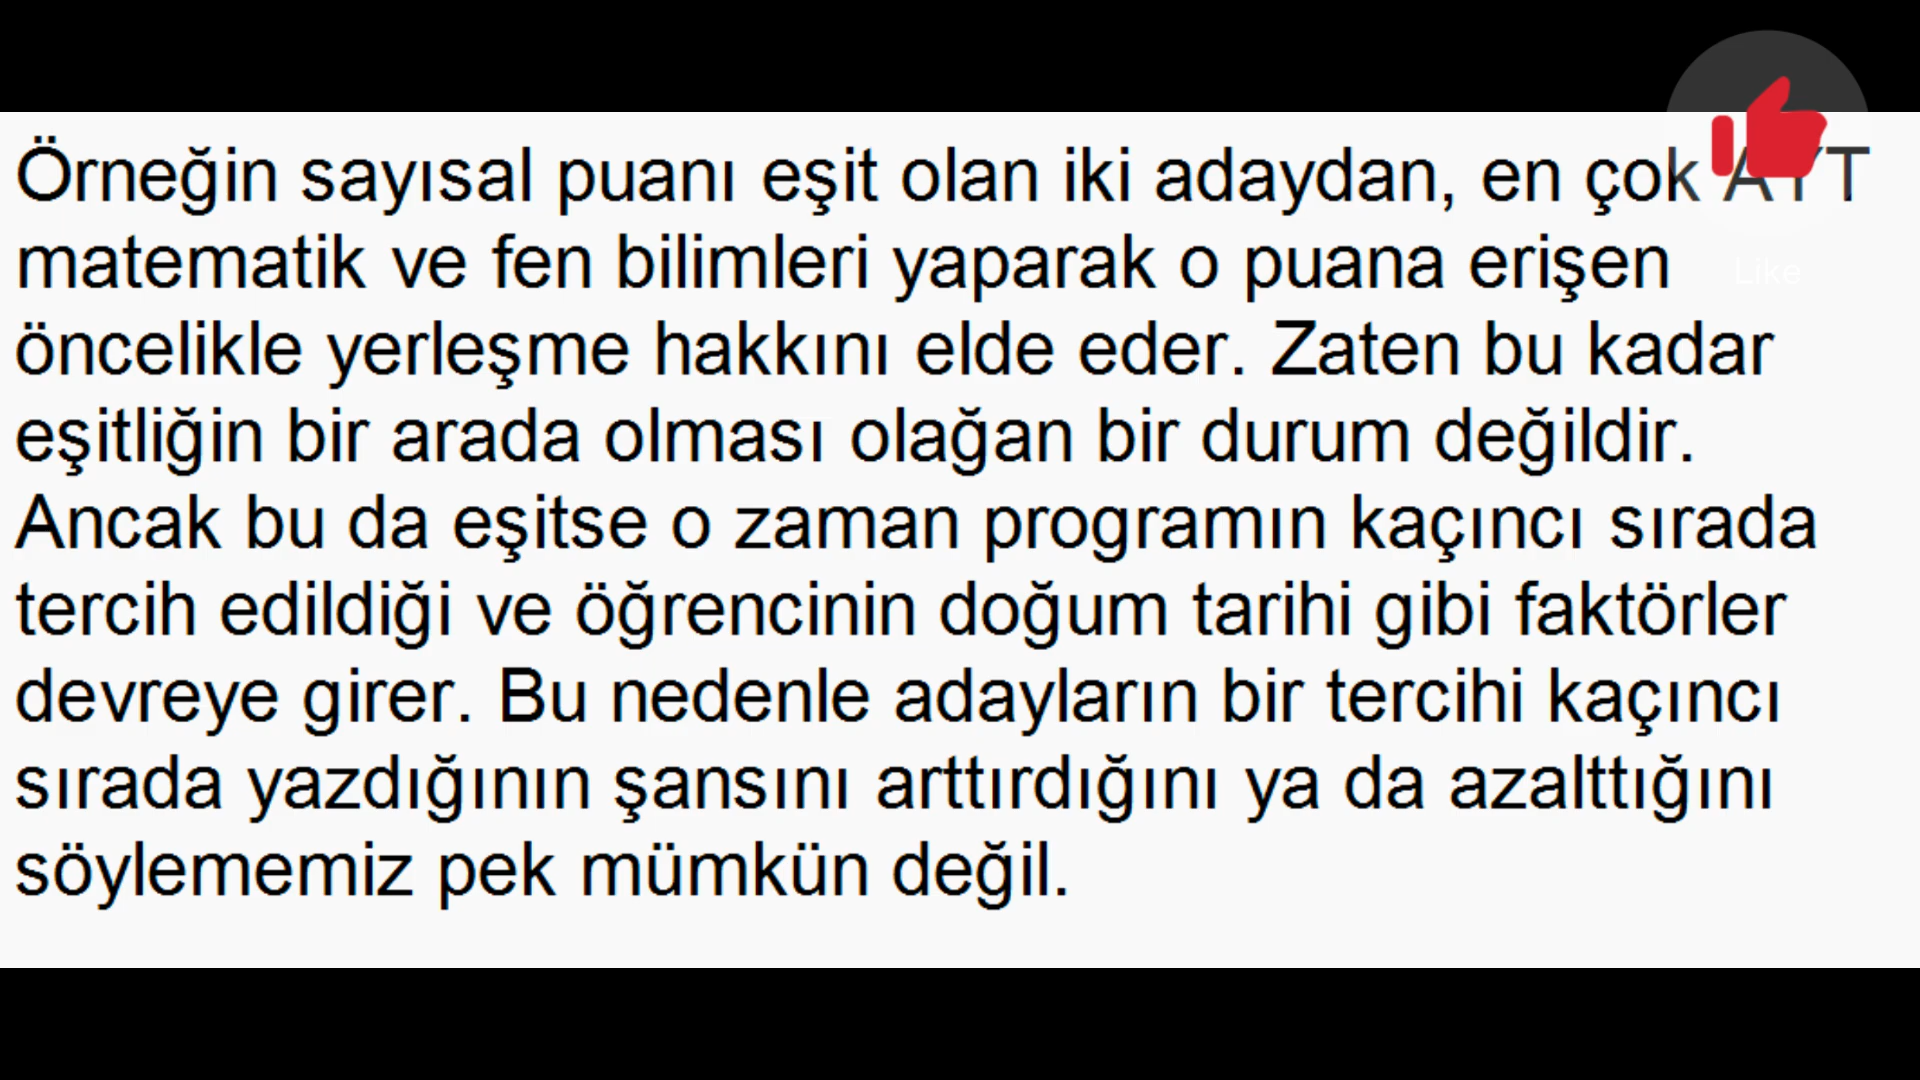 Örneğin sayısal puanı eşit olan iki adaydan, en çok AYT
matematik ve fen bilimleri yaparak o puana erişen
Like
öncelikle yerleşme hakkını elde eder. Zaten bu kadar
eşitliğin bir arada olması olağan bir durum değildir.
Ancak bu da eşitse o zaman programın kaçıncı sırada
tercih edildiği ve öğrencinin doğum tarihi gibi faktörler
devreye girer. Bu nedenle adayların bir tercihi kaçıncı
sırada yazdığının şansını arttırdığını ya da azalttığını
söylememiz pek mümkün değil.